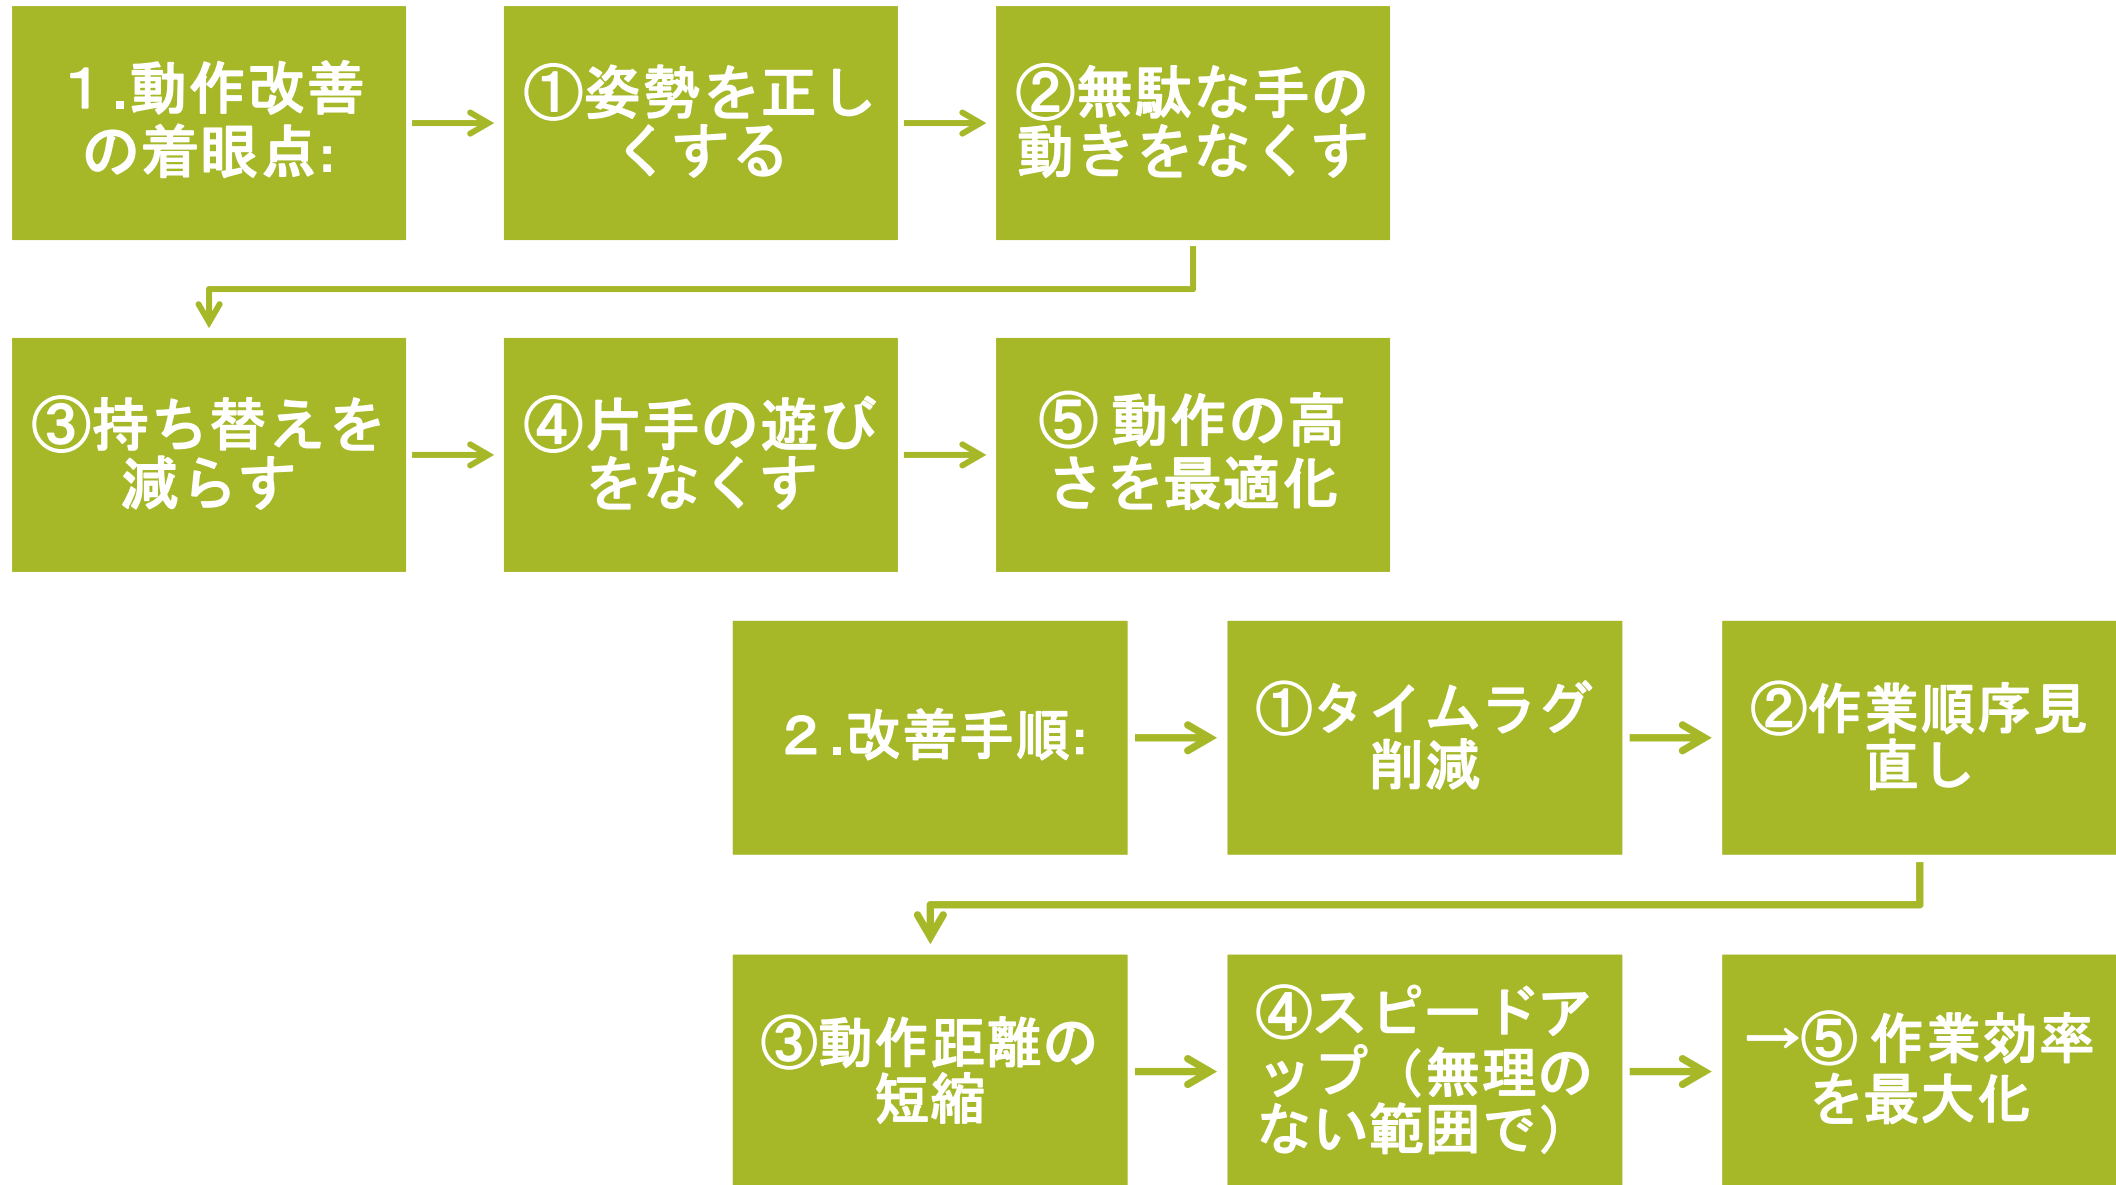 １.動作改善
の着眼点:
①姿勢を正し
くする
②無駄な手の
動きをなくす
③持ち替えを
減らす
④片手の遊び
をなくす
⑤ 動作の高
さを最適化
２.改善手順:
①タイムラグ
削減
②作業順序見
直し
③動作距離の
短縮
④スピードア
ップ（無理の
ない範囲で）
→⑤ 作業効率
を最大化